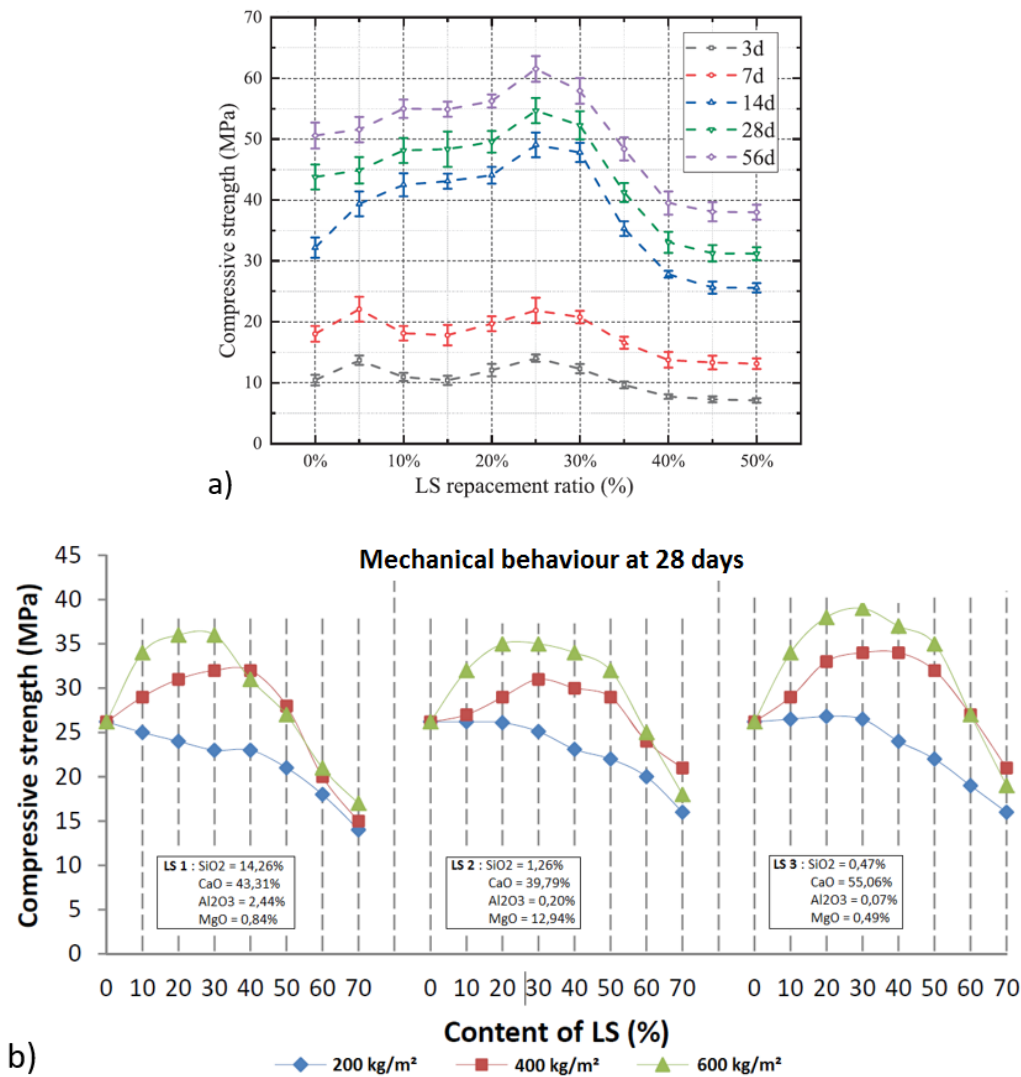 70
60
50
40
30
20
10
0
Compressive strength (MPa)
3d
7d
14d
28d
56d
0% 10% 20% 30% 40% 50%
LS repacement ratio (%)
a)
Mechanical behaviour at 28 days
45
40
35
30
25
20
15
10
5
0
Compressive strength (MPa)
LS 1 : SiO2 = 14,26%
CaO = 43,31%
Al2O3 = 2,44%
MgO = 0,84%
LS 2 : SiO2 = 1,26%
CaO = 39,79%
Al2O3 = 0,20%
MgO = 12,94%
LS 3 : SiO2 = 0,47%
CaO = 55,06%
Al2O3 = 0,07%
MgO = 0,49%
0 10 20 30 40 50 60 70 0 10 20 30 40 50 60 70 0 10 20 30 40 50 60 70
Content of LS (%)
b)
200 kg/m² 400 kg/m² 600 kg/m²